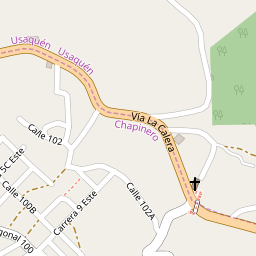 Usaquén
Usaquén
Vía La Calera
Chapinero
Calle 102
5C Este
Calle 100B
Carrera 9 Este
Calle 102A
gonal 100